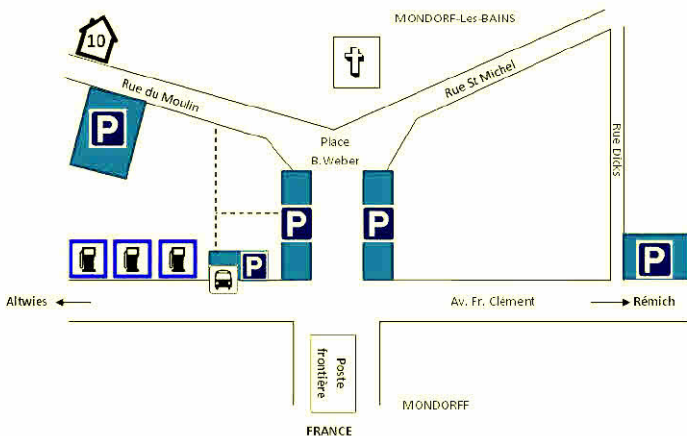 MONDORF-Les-BAINS
10
Rue du Moulin
Rue St Michel
Place
B. Weber
Rue Dicks
P
P
P
P
P
Altwies
Av. Fr. Clément
Rémich
Poste
frontière
MONDORFF
FRANCE